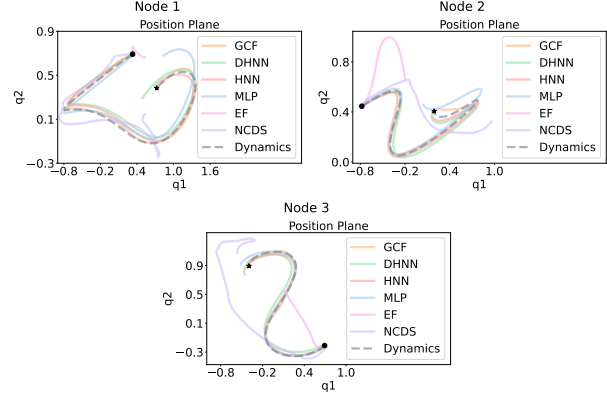 Node 1
Position Plane
0.9
0.5
0.1
−0.3
q2
−0.8 −0.2 0.4 1.0 1.6
q1
GCF
DHNN
HNN
MLP
EF
NCDS
Dynamics
Node 2
Position Plane
0.8
0.4
0.0
q2
−0.8 −0.2 0.4 1.0
q1
GCF
DHNN
HNN
MLP
EF
NCDS
Dynamics
Node 3
Position Plane
0.9
0.5
0.1
−0.3
q2
−0.8 −0.2 0.4 1.0
q1
GCF
DHNN
HNN
MLP
EF
NCDS
Dynamics